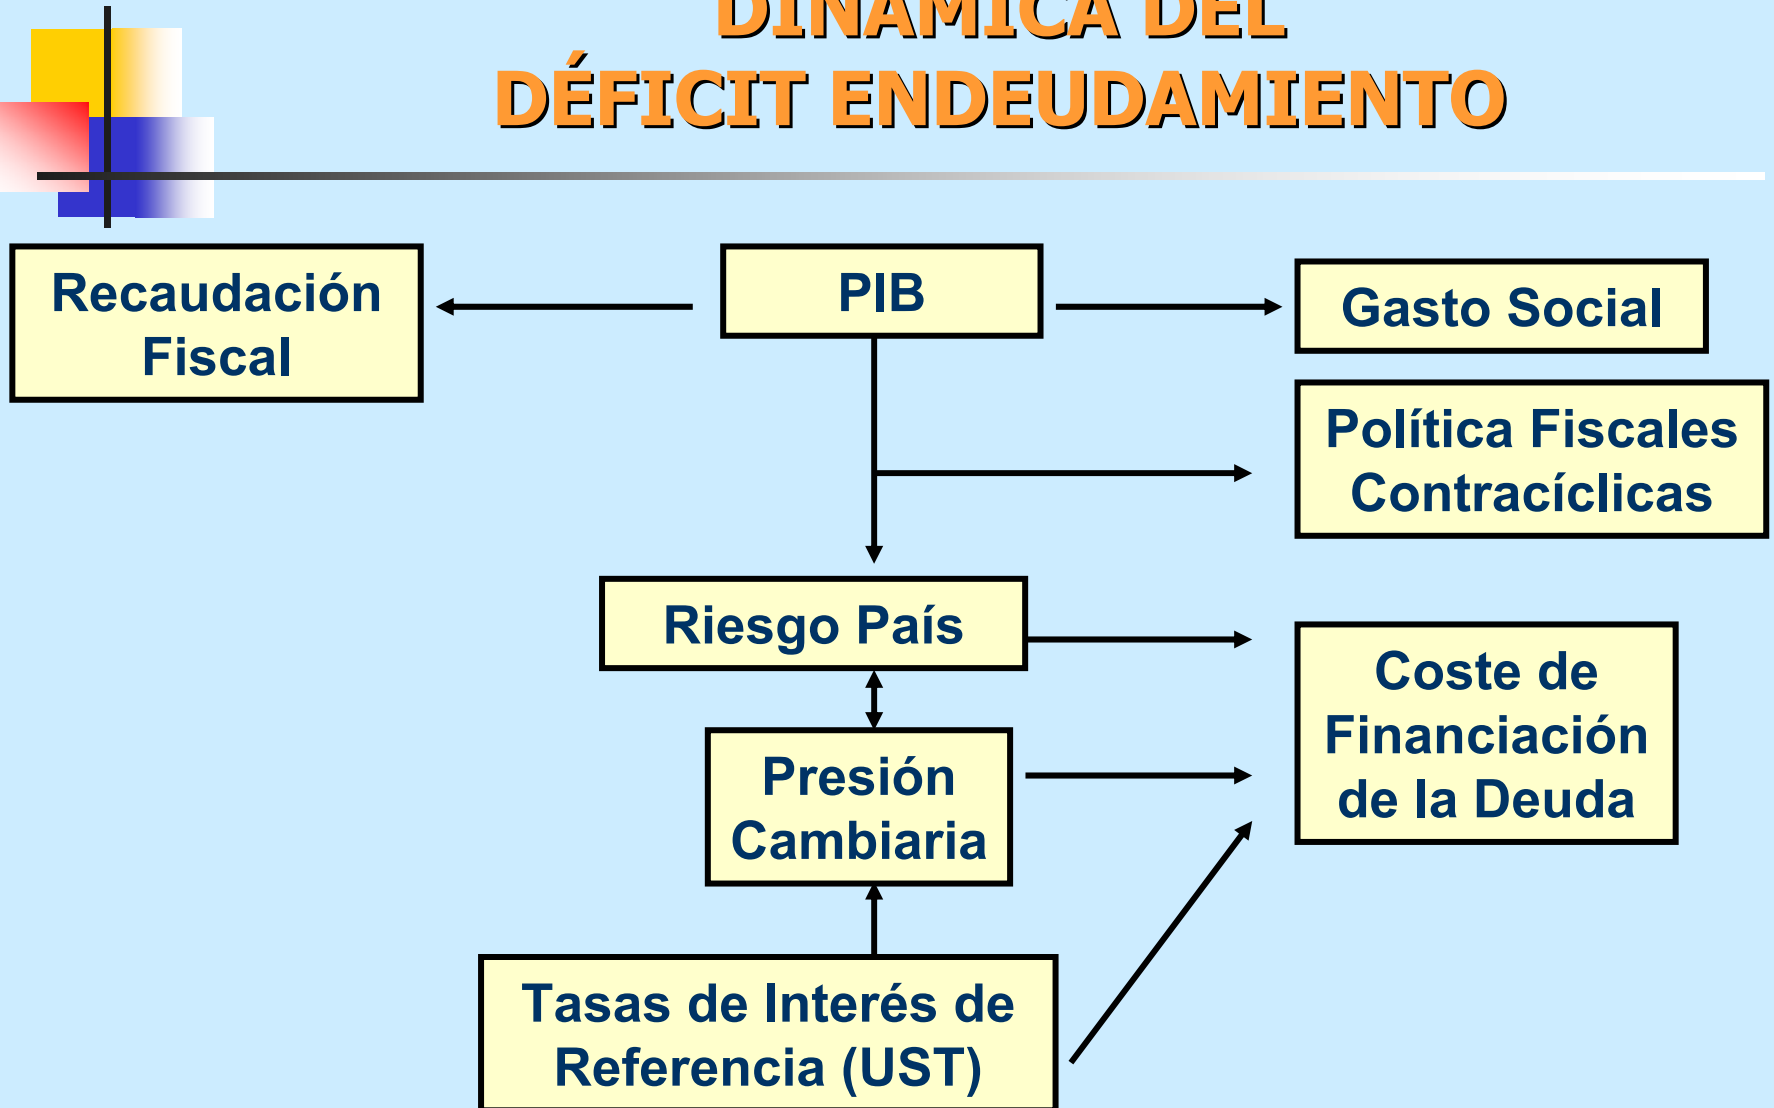 DINÁMICA DEL
DÉFICIT ENDEUDAMIENTO
Recaudación
Fiscal
PIB
Gasto Social
Política Fiscales
Contracíclicas
Riesgo País
Coste de
Financiación
de la Deuda
Presión
Cambiaria
Tasas de Interés de
Referencia (UST)